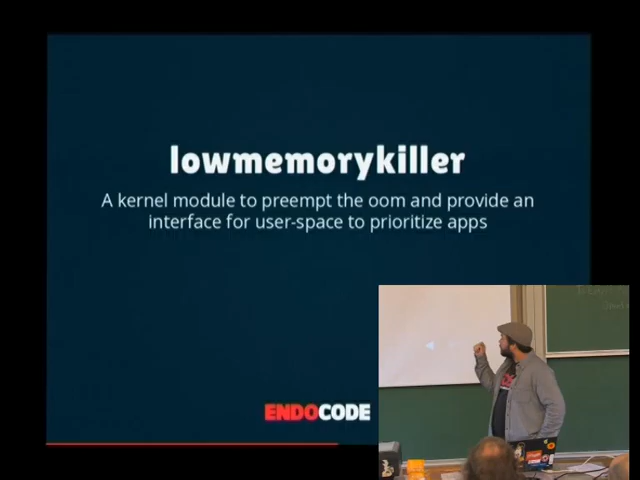 lowmemorykiller
A kernel module to preempt the oom and provide an
interface for user-space to prioritize apps
ENDOCODE